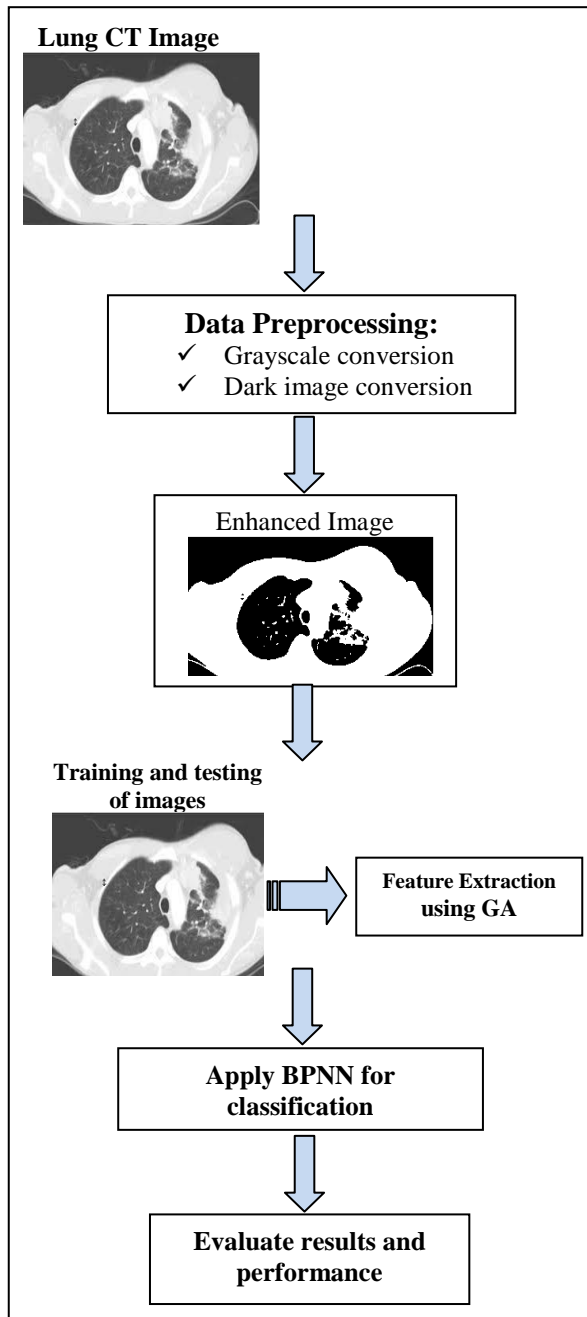 Lung CT Image
Data Preprocessing:
✓ Grayscale conversion
✓ Dark image conversion
Enhanced Image
Training and testing
of images
Feature Extraction
using GA
Apply BPNN for
classification
Evaluate results and
performance